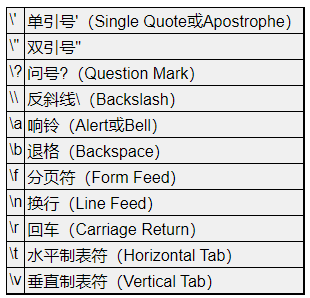 \' 单引号'（Single Quote或Apostrophe）
\" 双引号"
\? 问号?（Question Mark）
\\ 反斜线\（Backslash）
\a 响铃（Alert或Bell）
\b 退格（Backspace）
\f 分页符（Form Feed）
\n 换行（Line Feed）
\r 回车（Carriage Return）
\t 水平制表符（Horizontal Tab）
\v 垂直制表符（Vertical Tab）